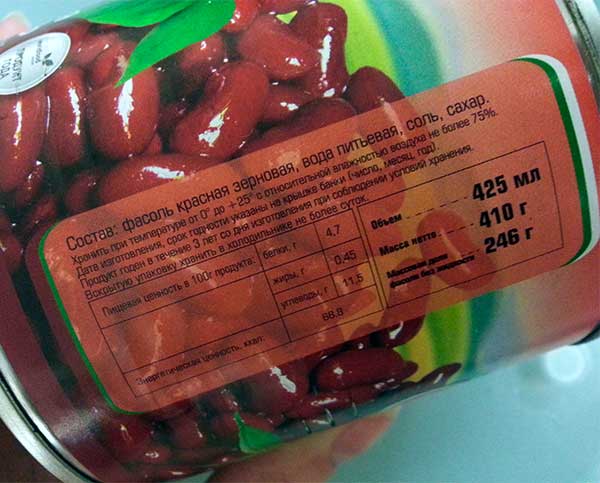 ПРОДУКТ
ГОДА
Состав: фасоль красная зерновая, вода питьевая, соль, сахар.
Хранить при температуре от 0° до +25° с относительной влажностью воздуха не более 75%.
Дата изготовления, срок годности указаны на крышке банки (число, месяц, год).
Продукт годен в течение 3 лет со дня изготовления при соблюдении условий хранения.
Вскрытую упаковку хранить в холодильнике не более суток.
Пищевая ценность в 100г продукта:
белки, г 4,7
жиры, г 0,45
углеводы, г 11,5
Энергетическая ценность, ккал: 68,8
Объем 425 мл
Масса нетто 410 г
Массовая доля
фасоли без жидкости 246 г